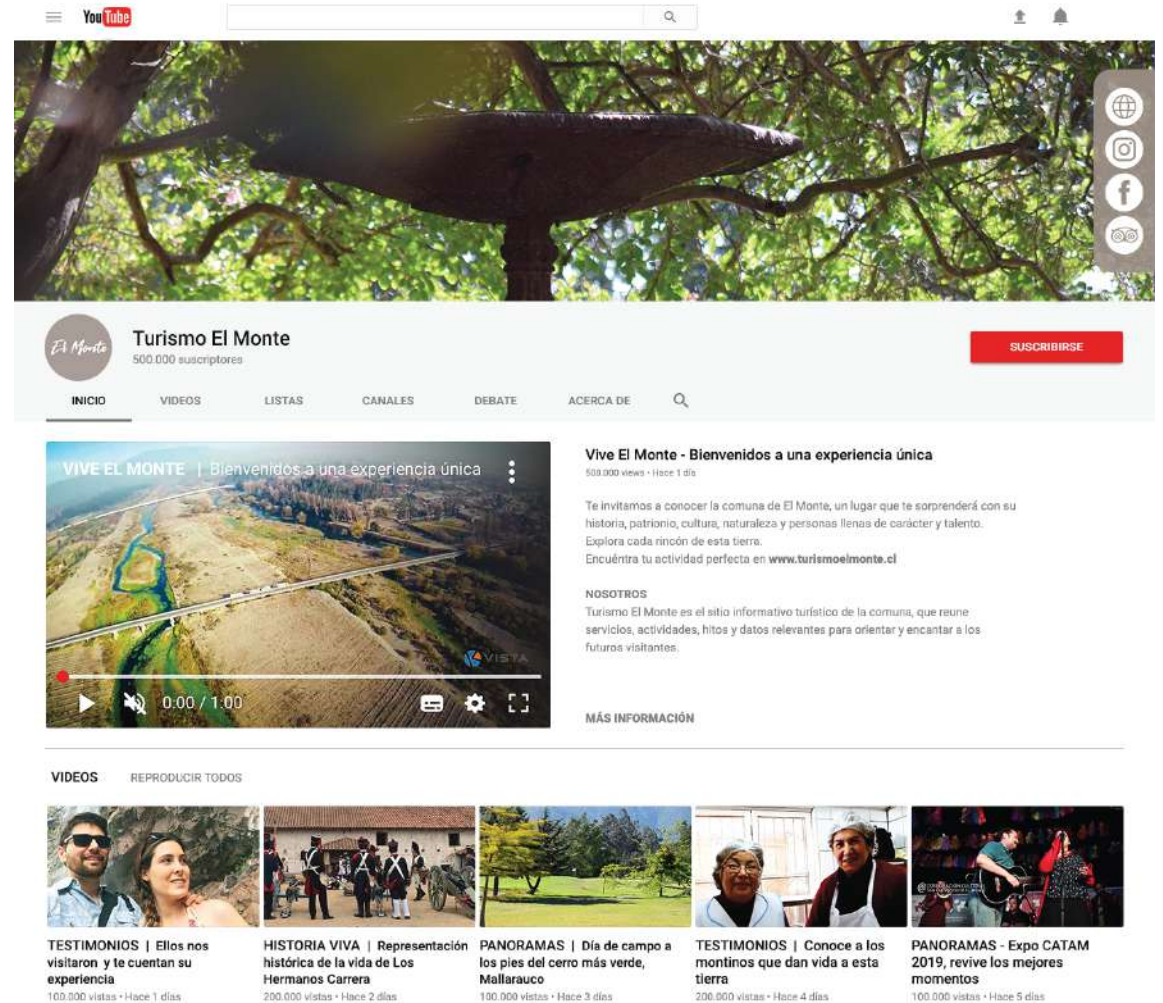 YouTube
El Monte
Turismo El Monte
500.000 suscriptores
SUSCRIBIRSE
INICIO VIDEOS LISTAS CANALES DEBATE ACERCA DE
VIVE EL MONTE | Bienvenidos a una experiencia única
VISTA
0:00 / 1:00
Vive El Monte - Bienvenidos a una experiencia única
500.000 views • Hace 1 día
Te invitamos a conocer la comuna de El Monte, un lugar que te sorprenderá con su
historia, patrionio, cultura, naturaleza y personas llenas de carácter y talento.
Explora cada rincón de esta tierra.
Encuéntra tu actividad perfecta en www.turismoelmonte.cl
NOSOTROS
Turismo El Monte es el sitio informativo turístico de la comuna, que reune
servicios, actividades, hitos y datos relevantes para orientar y encantar a los
futuros visitantes.
MÁS INFORMACIÓN
VIDEOS REPRODUCIR TODOS
TESTIMONIOS | Ellos nos
visitaron y te cuentan su
experiencia
100.000 vistas • Hace 1 días
HISTORIA VIVA | Representación
histórica de la vida de Los
Hermanos Carrera
200.000 vistas • Hace 2 días
PANORAMAS | Día de campo a
los pies del cerro más verde,
Mallarauco
100.000 vistas • Hace 3 días
TESTIMONIOS | Conoce a los
montinos que dan vida a esta
tierra
200.000 vistas • Hace 4 días
PANORAMAS - Expo CATAM
2019, revive los mejores
momentos
100.000 vistas • Hace 5 días